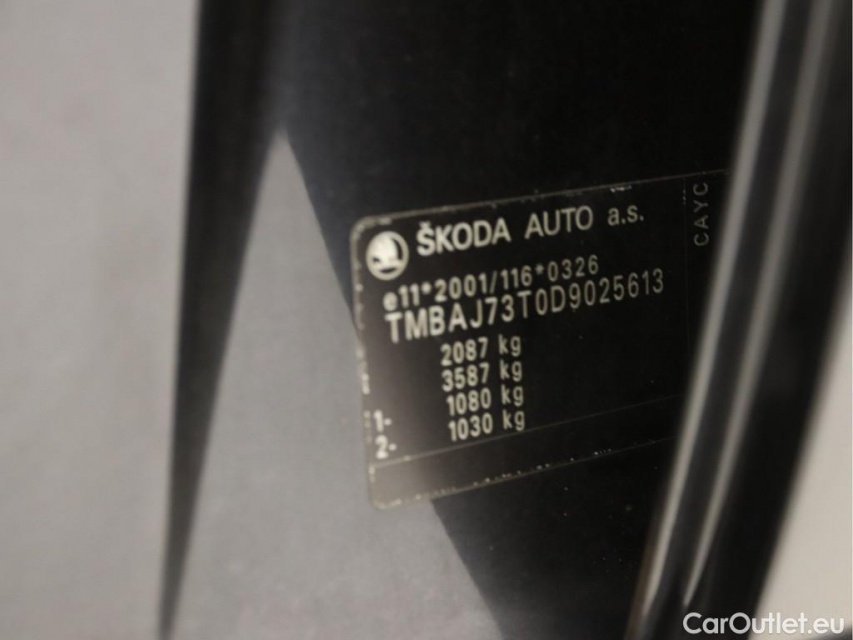 ŠKODA AUTO a.s.
CAYC
e11*2001/116*0326
TMBAJ73T0D9025613
2087 kg
3587 kg
1- 1080 kg
2- 1030 kg
CarOutlet.eu